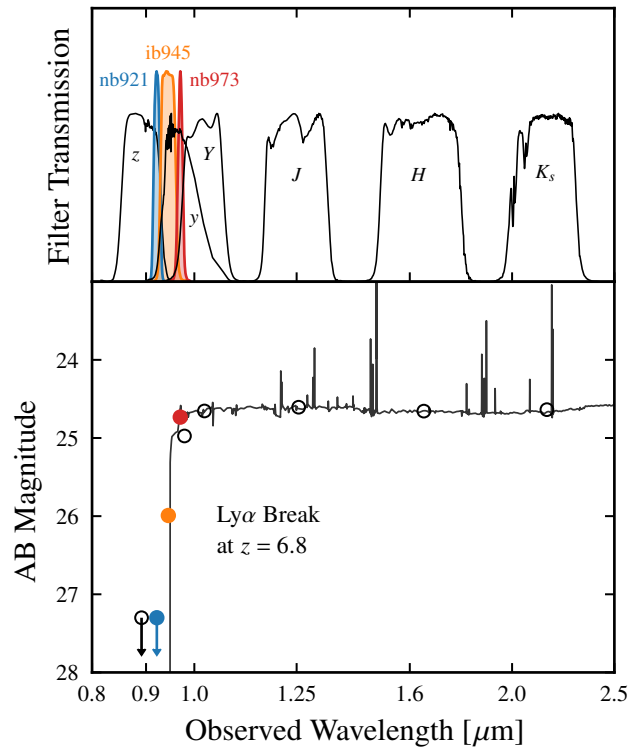 ib945
nb921 nb973
Filter Transmission
z Y J H Ks
y
24
25
26
27
28
AB Magnitude
Lyα Break
at z = 6.8
0.8 0.9 1.0 1.25 1.6 2.0 2.5
Observed Wavelength [μm]